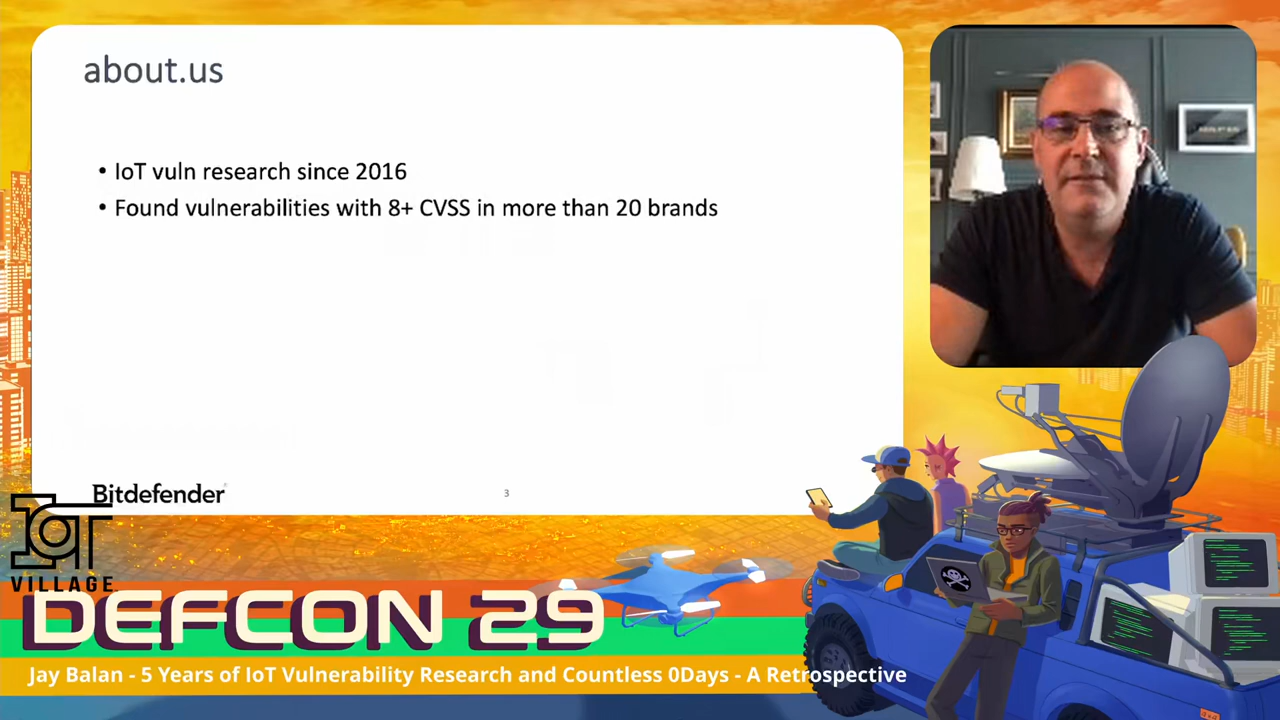 about.us
• IoT vuln research since 2016
• Found vulnerabilities with 8+ CVSS in more than 20 brands
Bitdefender
3
IoT
VILLAGE
DEFCON 29
Jay Balan - 5 Years of IoT Vulnerability Research and Countless 0Days - A Retrospective